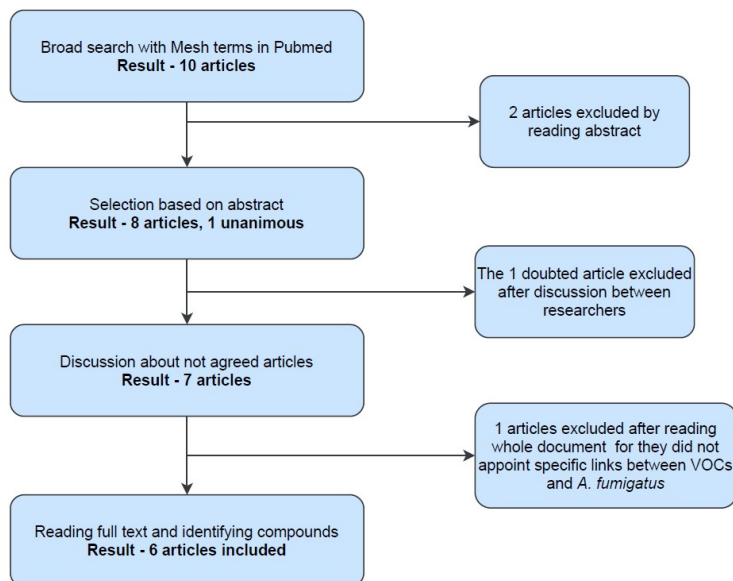 Broad search with Mesh terms in Pubmed
Result - 10 articles
2 articles excluded by
reading abstract
Selection based on abstract
Result - 8 articles, 1 unanimous
The 1 doubted article excluded
after discussion between
researchers
Discussion about not agreed articles
Result - 7 articles
1 articles excluded after reading
whole document for they did not
appoint specific links between VOCs
and A. fumigatus
Reading full text and identifying compounds
Result - 6 articles included